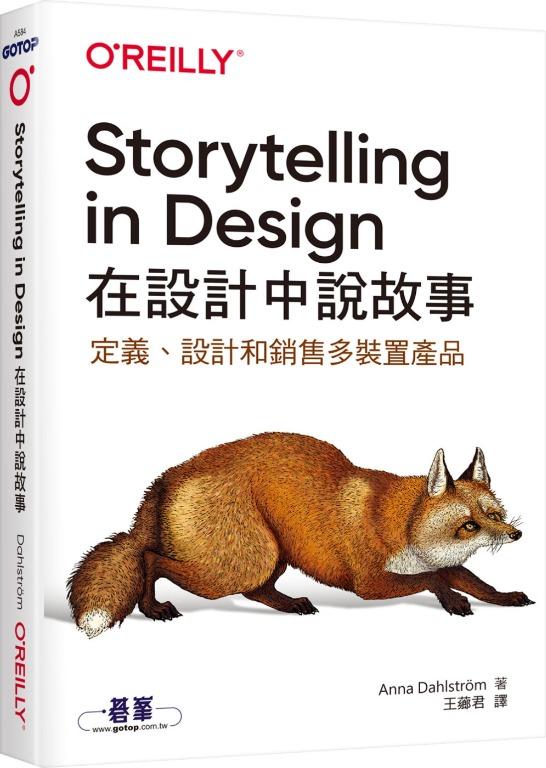 A584
GOTOP
Storytelling in Design 在設計中說故事
Dahlström
O'REILLY
O'REILLY®
Storytelling
in Design
在設計中說故事
定義、設計和銷售多裝置產品
Anna Dahlström 著
王薌君 譯
碁峯
www.gotop.com.tw